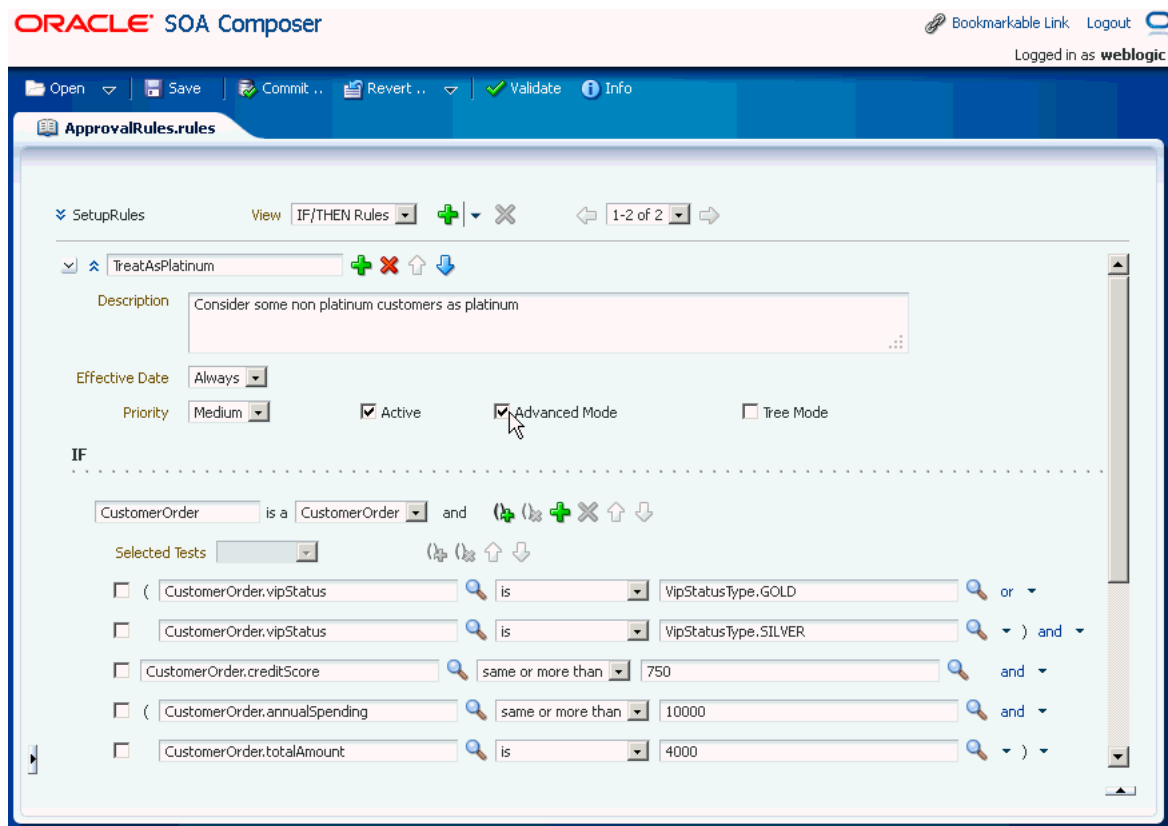 ORACLE SOA Composer Bookmarkable Link Logout
Logged in as weblogic
Open Save Commit .. Revert .. Validate Info
ApprovalRules.rules
SetupRules View IF/THEN Rules 1-2 of 2
TreatAsPlatinum
Description Consider some non platinum customers as platinum
Effective Date Always
Priority Medium Active Advanced Mode Tree Mode
IF
CustomerOrder is a CustomerOrder and
Selected Tests
( CustomerOrder.vipStatus is VipStatusType.GOLD or
CustomerOrder.vipStatus is VipStatusType.SILVER ) and
CustomerOrder.creditScore same or more than 750 and
( CustomerOrder.annualSpending same or more than 10000 and
CustomerOrder.totalAmount is 4000 )